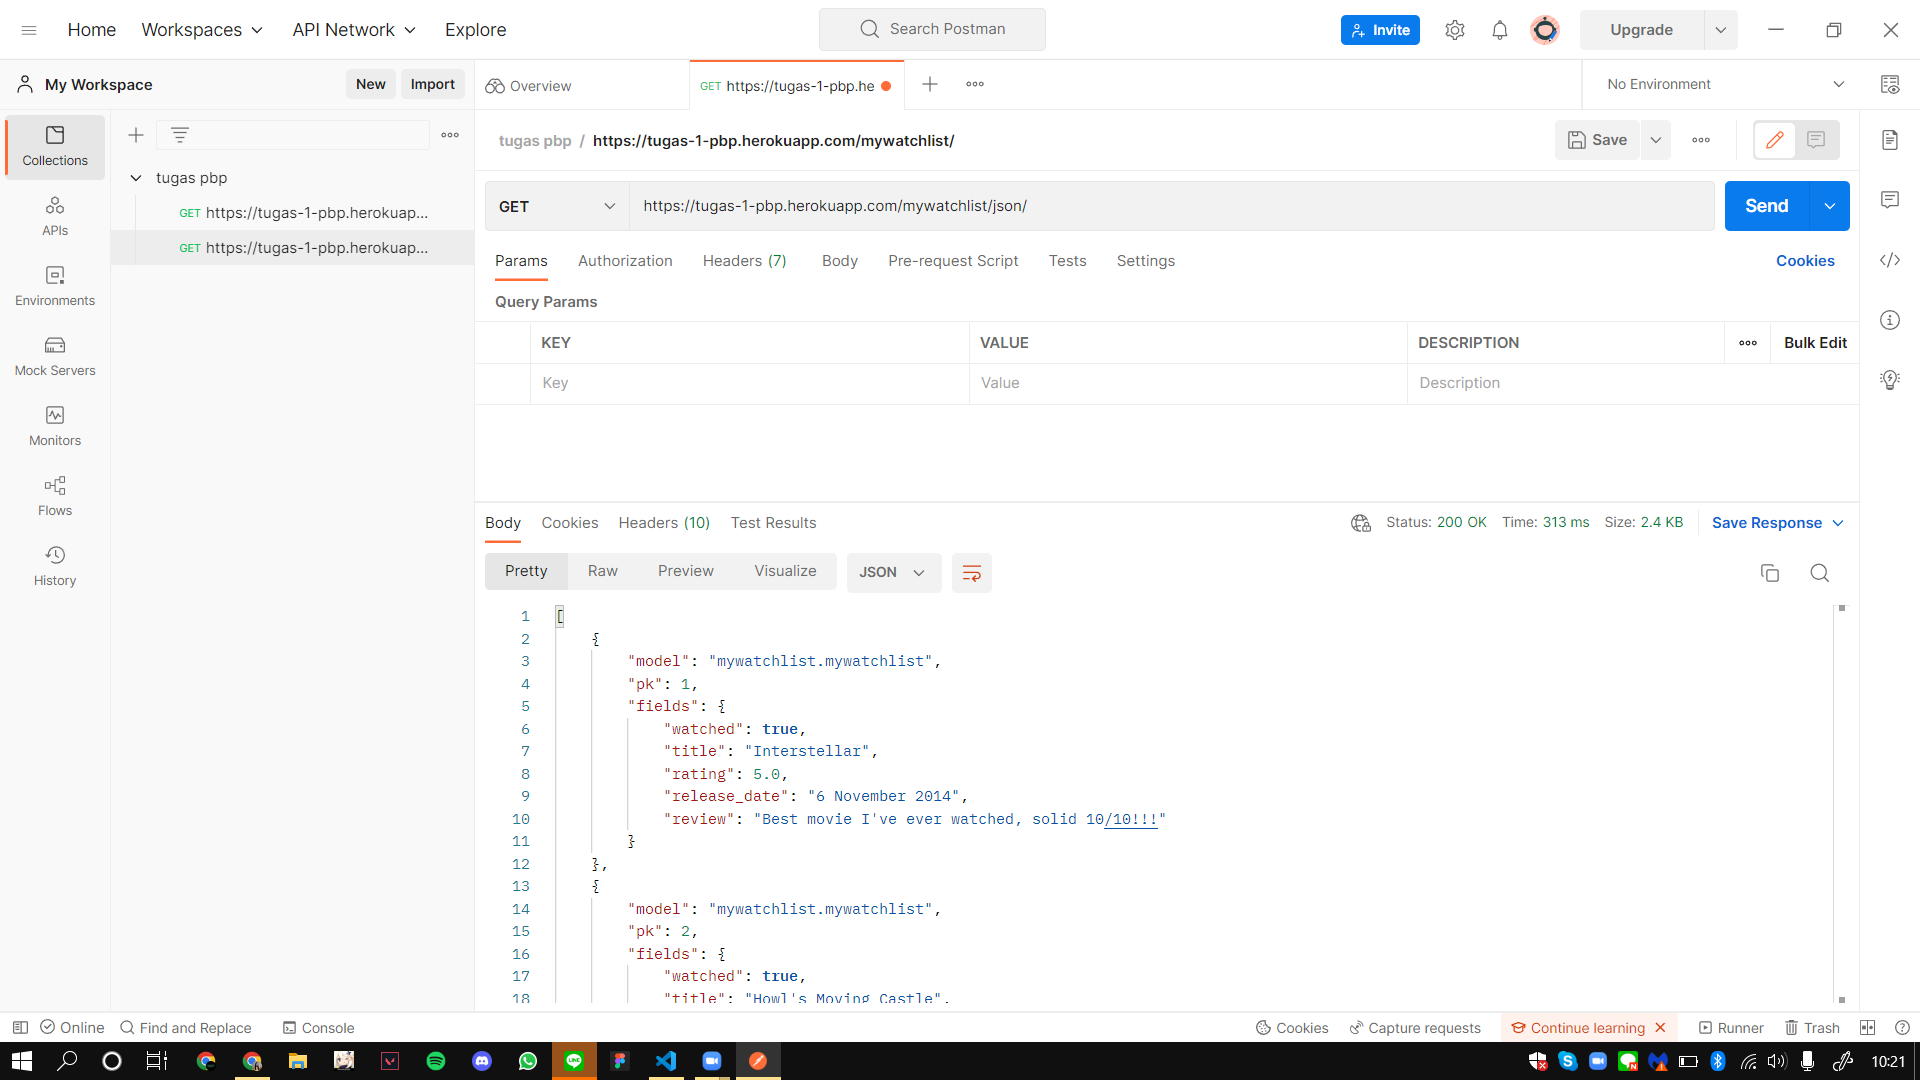 Home
Workspaces
API Network
Explore
Search Postman
Invite
Upgrade
My Workspace
New
Import
Overview
GET https://tugas-1-pbp.he
No Environment
Collections
APIs
Environments
Mock Servers
Monitors
Flows
History
tugas pbp
GET https://tugas-1-pbp.herokuap...
GET https://tugas-1-pbp.herokuap...
tugas pbp / https://tugas-1-pbp.herokuapp.com/mywatchlist/
Save
GET
https://tugas-1-pbp.herokuapp.com/mywatchlist/json/
Send
Params
Authorization
Headers (7)
Body
Pre-request Script
Tests
Settings
Cookies
Query Params
KEY
VALUE
DESCRIPTION
Bulk Edit
Key
Value
Description
Body
Cookies
Headers (10)
Test Results
Status: 200 OK
Time: 313 ms
Size: 2.4 KB
Save Response
Pretty
Raw
Preview
Visualize
JSON
1 [
2 {
3 "model": "mywatchlist.mywatchlist",
4 "pk": 1,
5 "fields": {
6 "watched": true,
7 "title": "Interstellar",
8 "rating": 5.0,
9 "release_date": "6 November 2014",
10 "review": "Best movie I've ever watched, solid 10/10!!!"
11 }
12 },
13 {
14 "model": "mywatchlist.mywatchlist",
15 "pk": 2,
16 "fields": {
17 "watched": true,
18 "title": "Howl's Moving Castle",
Online
Find and Replace
Console
Cookies
Capture requests
Continue learning
Runner
Trash
10:21